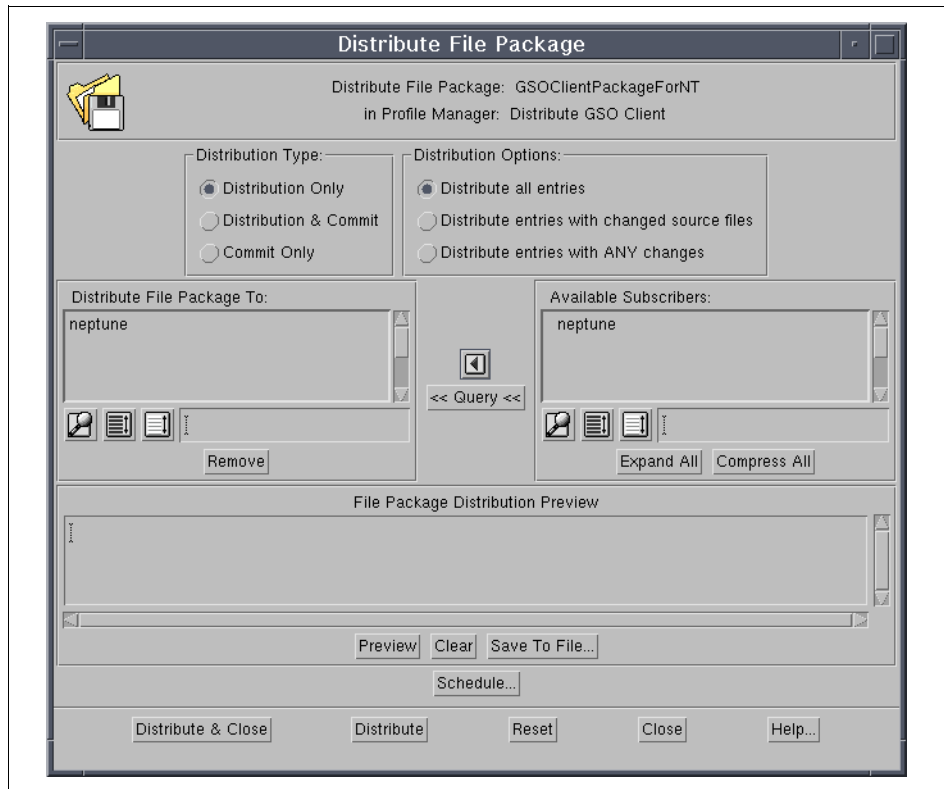 Distribute File Package
Distribute File Package: GSOClientPackageForNT
in Profile Manager: Distribute GSO Client
Distribution Type:
Distribution Only
Distribution & Commit
Commit Only
Distribution Options:
Distribute all entries
Distribute entries with changed source files
Distribute entries with ANY changes
Distribute File Package To:
neptune
Remove
<< Query <<
Available Subscribers:
neptune
Expand All
Compress All
File Package Distribution Preview
Preview
Clear
Save To File...
Schedule...
Distribute & Close
Distribute
Reset
Close
Help...